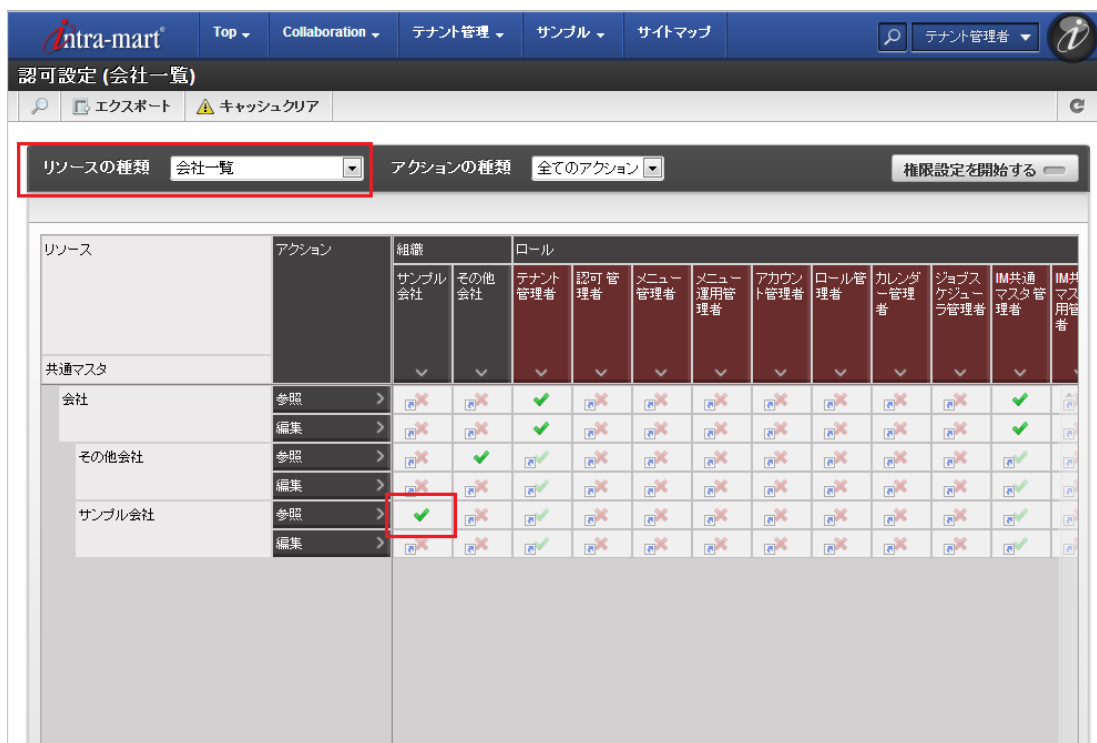 intra-mart® Top Collaboration テナント管理 サンプル サイトマップ テナント管理者
認可設定 (会社一覧)
エクスポート キャッシュクリア
リソースの種類 会社一覧 アクションの種類 全てのアクション 権限設定を開始する
リソース アクション 組織 ロール
サンプル会社 その他会社 テナント管理者 認可管理者 メニュー管理者 メニュー運用管理者 アカウント管理者 ロール管理者 カレンダー管理者 ジョブスケジューラ管理者 IM共通マスタ管理者
共通マスタ
会社 参照
編集
その他会社 参照
編集
サンプル会社 参照
編集